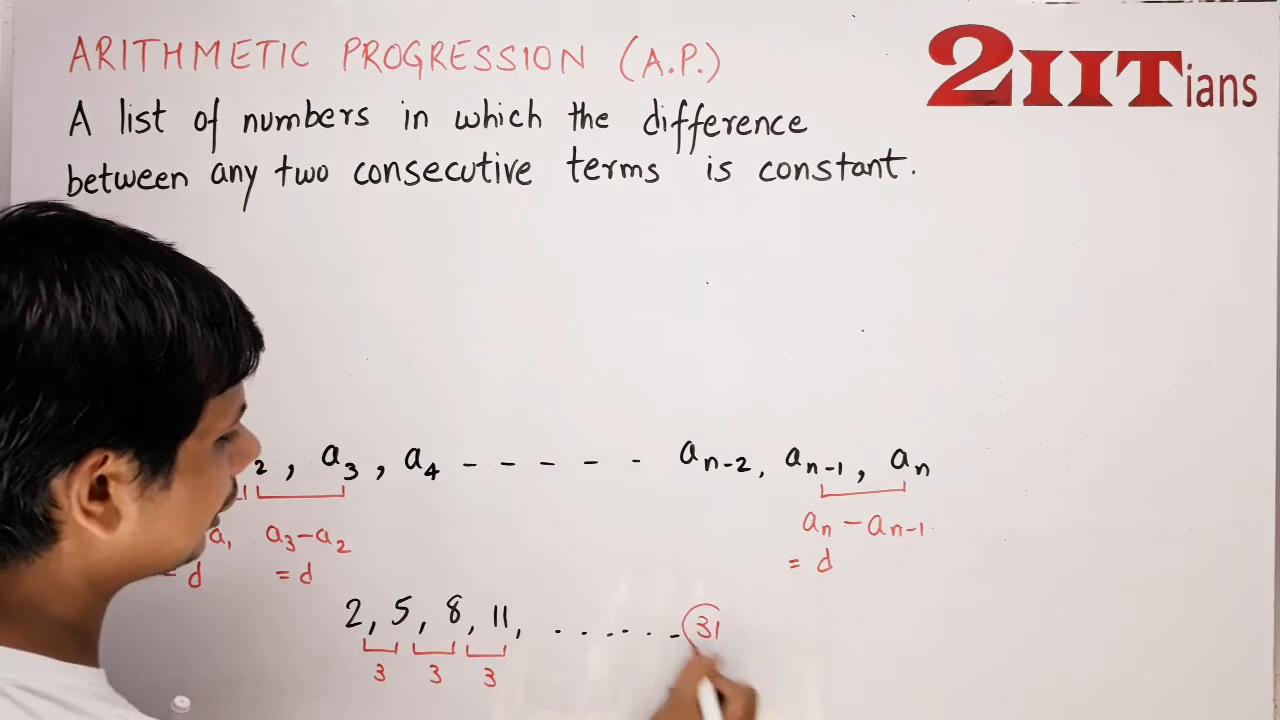 ARITHMETIC PROGRESSION (A.P.)
2IITians
A list of numbers in which the difference
between any two consecutive terms is constant.
₂, a₃, a₄ - - - - - aₙ₋₂, aₙ₋₁, aₙ
a₁ a₃-a₂ aₙ - aₙ₋₁
= d = d = d
2, 5, 8, 11, . . . . . . - 31
3 3 3